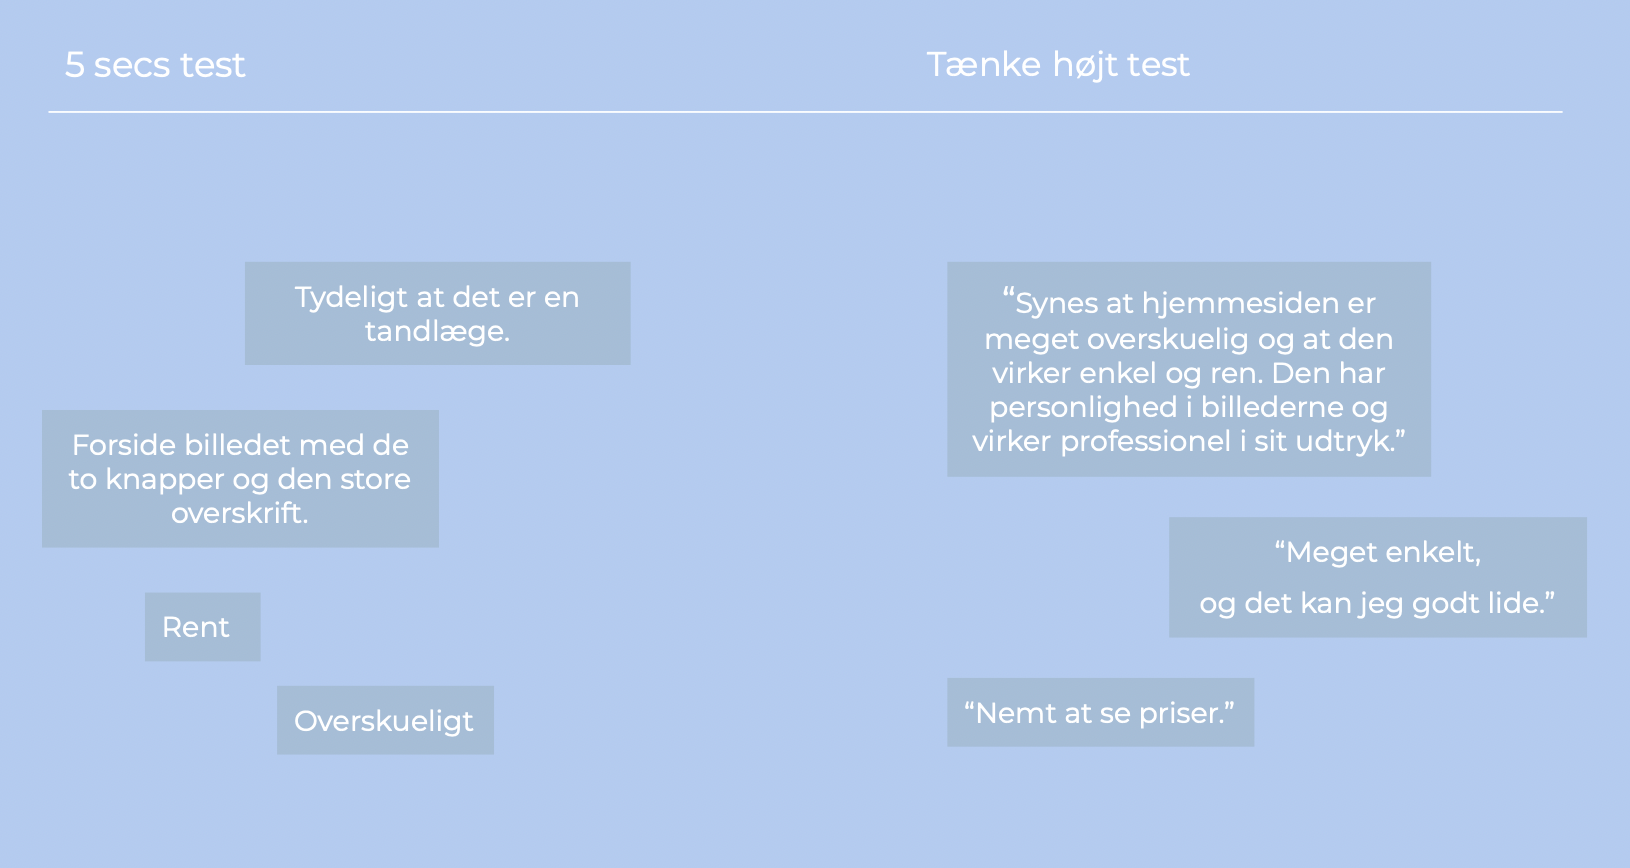 5 secs test
Tænke højt test
Tydeligt at det er en
tandlæge.
Forside billedet med de
to knapper og den store
overskrift.
Rent
Overskueligt
“Synes at hjemmesiden er
meget overskuelig og at den
virker enkel og ren. Den har
personlighed i billederne og
virker professionel i sit udtryk.”
“Meget enkelt,
og det kan jeg godt lide.”
“Nemt at se priser.”